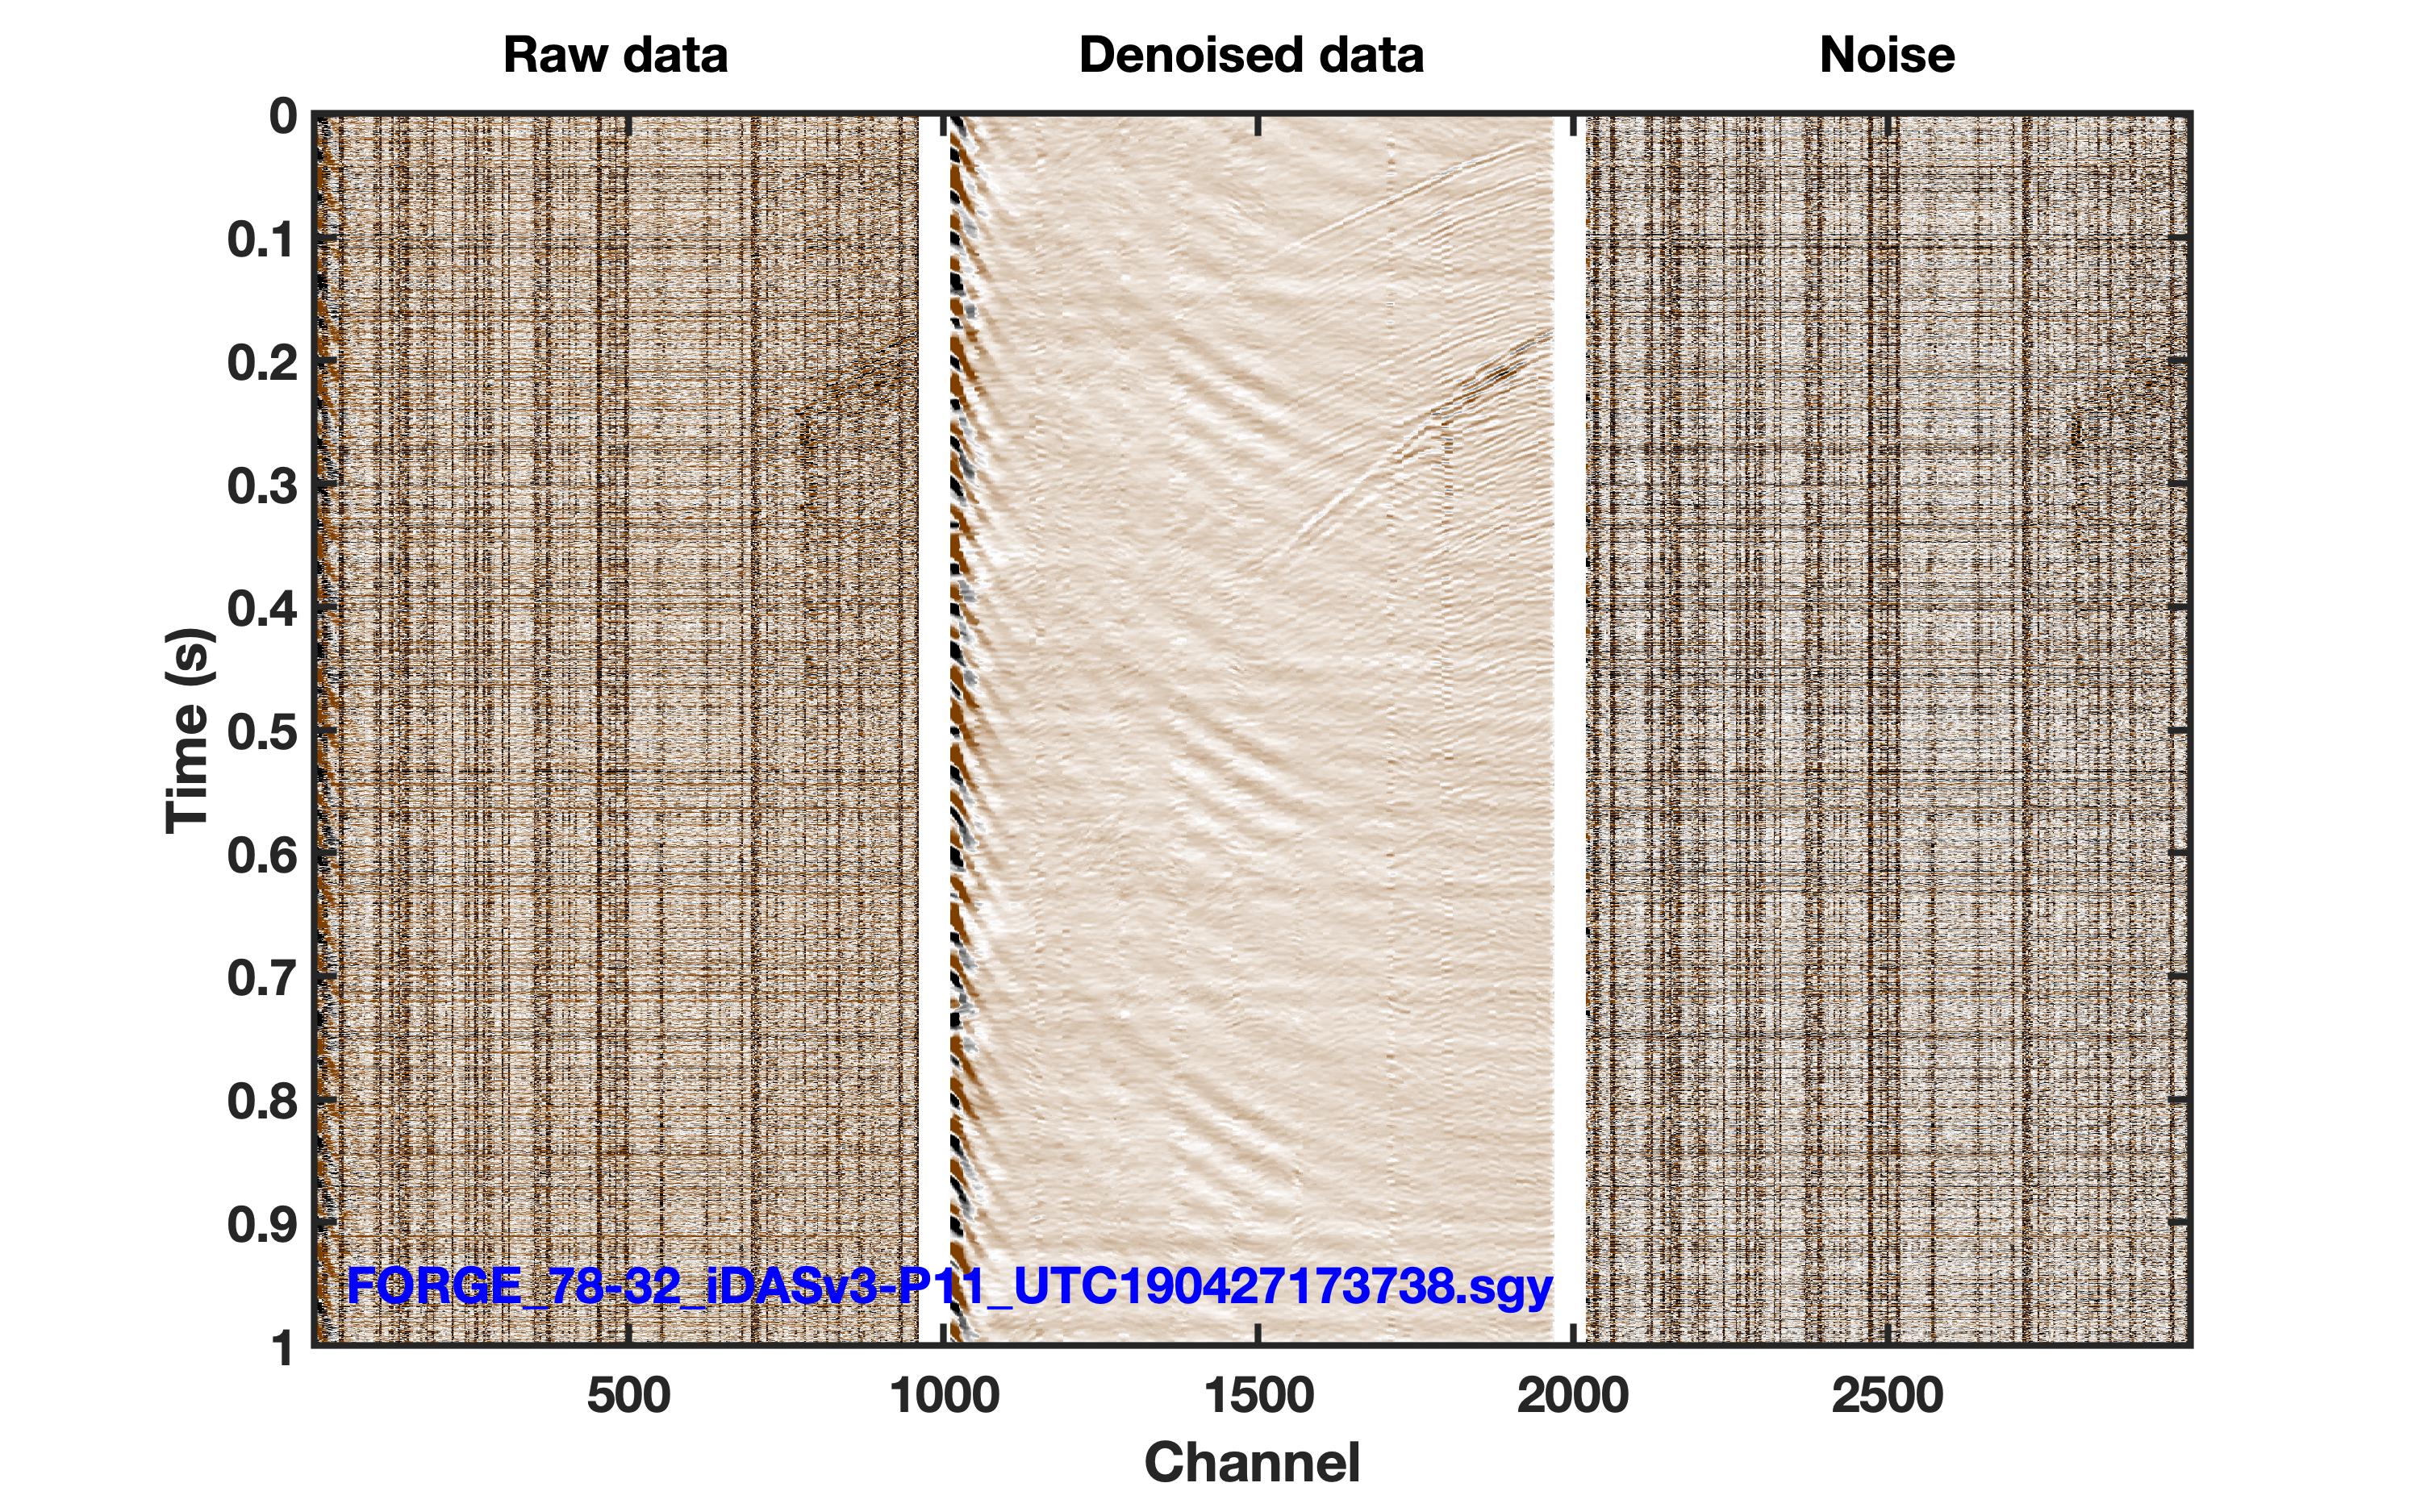 Raw data
Denoised data
Noise
0
0.1
0.2
0.3
0.4
0.5
0.6
0.7
0.8
0.9
1
Time (s)
FORGE_78-32_iDASv3-P11_UTC190427173738.sgy
500
1000
1500
2000
2500
Channel